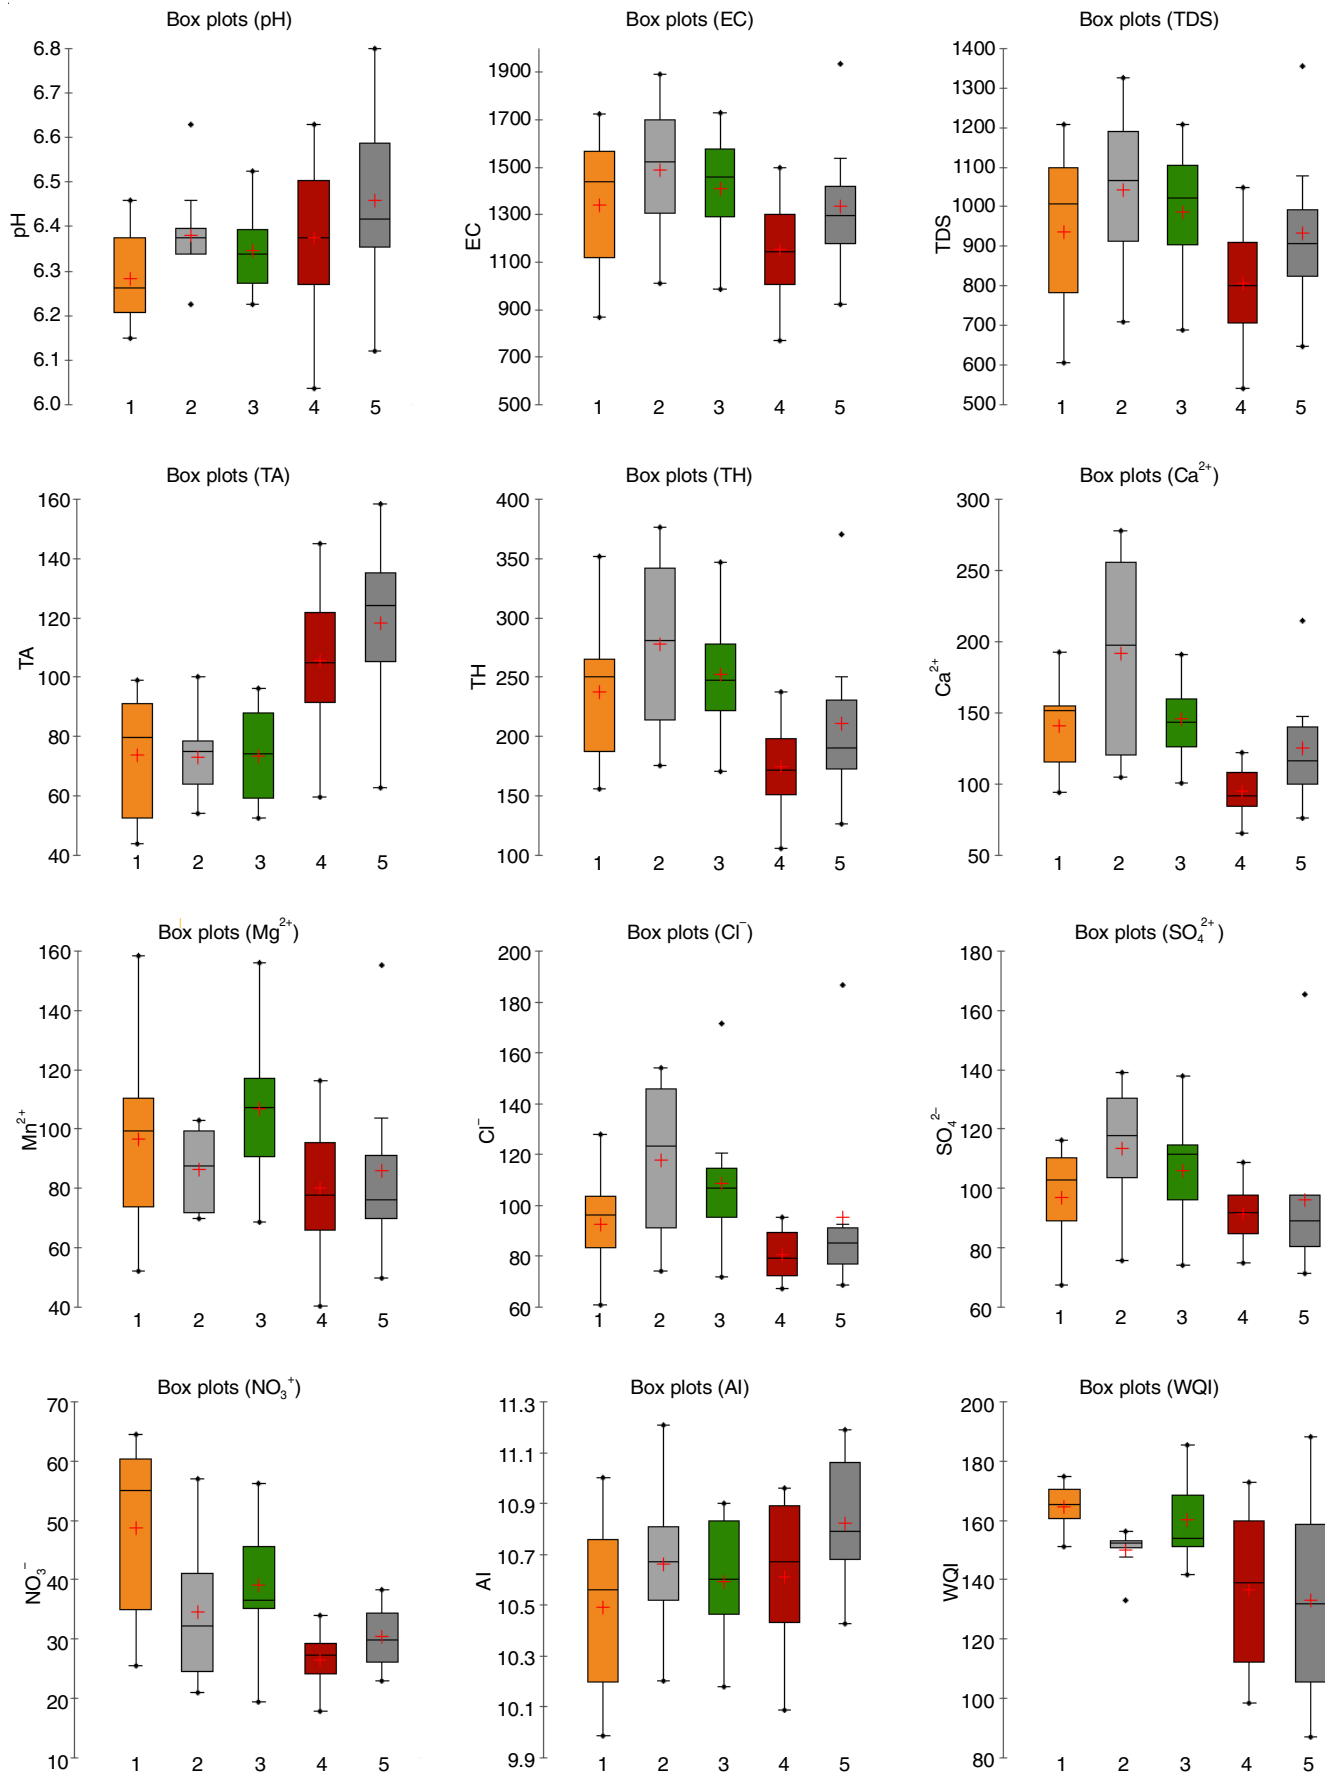 Box plots (pH)
6.8
6.7
6.6
6.5
6.4
6.3
6.2
6.1
6.0
pH
1 2 3 4 5
Box plots (EC)
1900
1700
1500
1300
1100
900
700
500
EC
1 2 3 4 5
Box plots (TDS)
1400
1300
1200
1100
1000
900
800
700
600
500
TDS
1 2 3 4 5
Box plots (TA)
160
140
120
100
80
60
40
TA
1 2 3 4 5
Box plots (TH)
400
350
300
250
200
150
100
TH
1 2 3 4 5
Box plots (Ca²⁺)
300
250
200
150
100
50
Ca²⁺
1 2 3 4 5
Box plots (Mg²⁺)
160
140
120
100
80
60
40
Mn²⁺
1 2 3 4 5
Box plots (Cl⁻)
200
180
160
140
120
100
80
60
Cl⁻
1 2 3 4 5
Box plots (SO₄²⁺)
180
160
140
120
100
80
60
SO₄²⁻
1 2 3 4 5
Box plots (NO₃⁺)
70
60
50
40
30
20
10
NO₃⁻
1 2 3 4 5
Box plots (AI)
11.3
11.1
10.9
10.7
10.5
10.3
10.1
9.9
AI
1 2 3 4 5
Box plots (WQI)
200
180
160
140
120
100
80
WQI
1 2 3 4 5